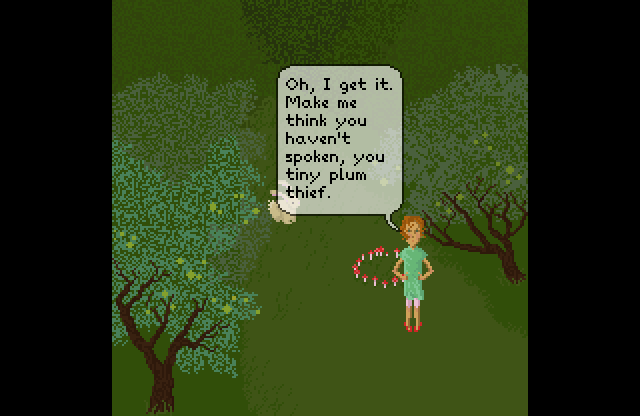 Oh, I get it.
Make me
think you
haven't
spoken, you
tiny plum
thief.